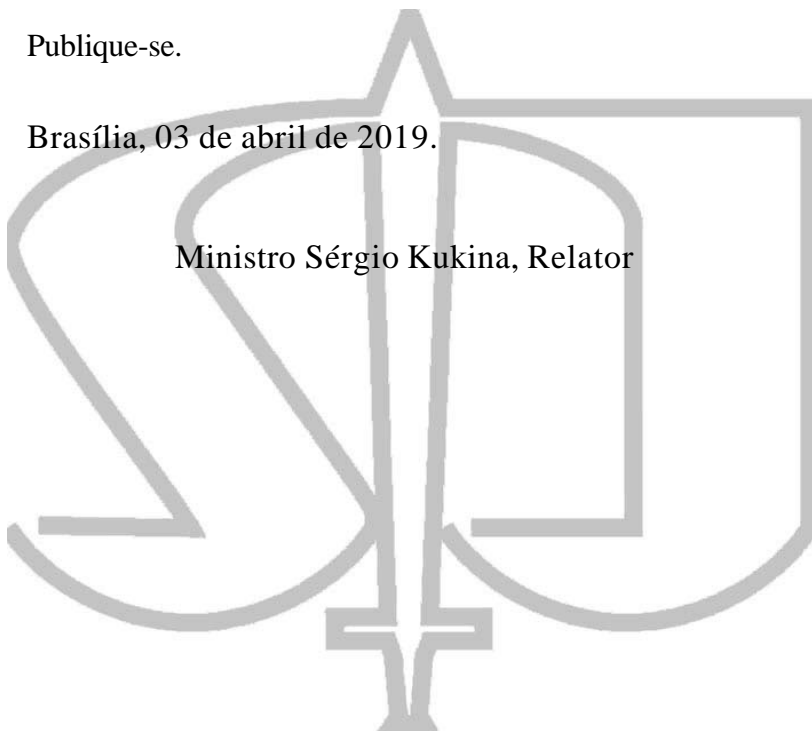 Publique-se.
Brasília, 03 de abril de 2019.
Ministro Sérgio Kukina, Relator